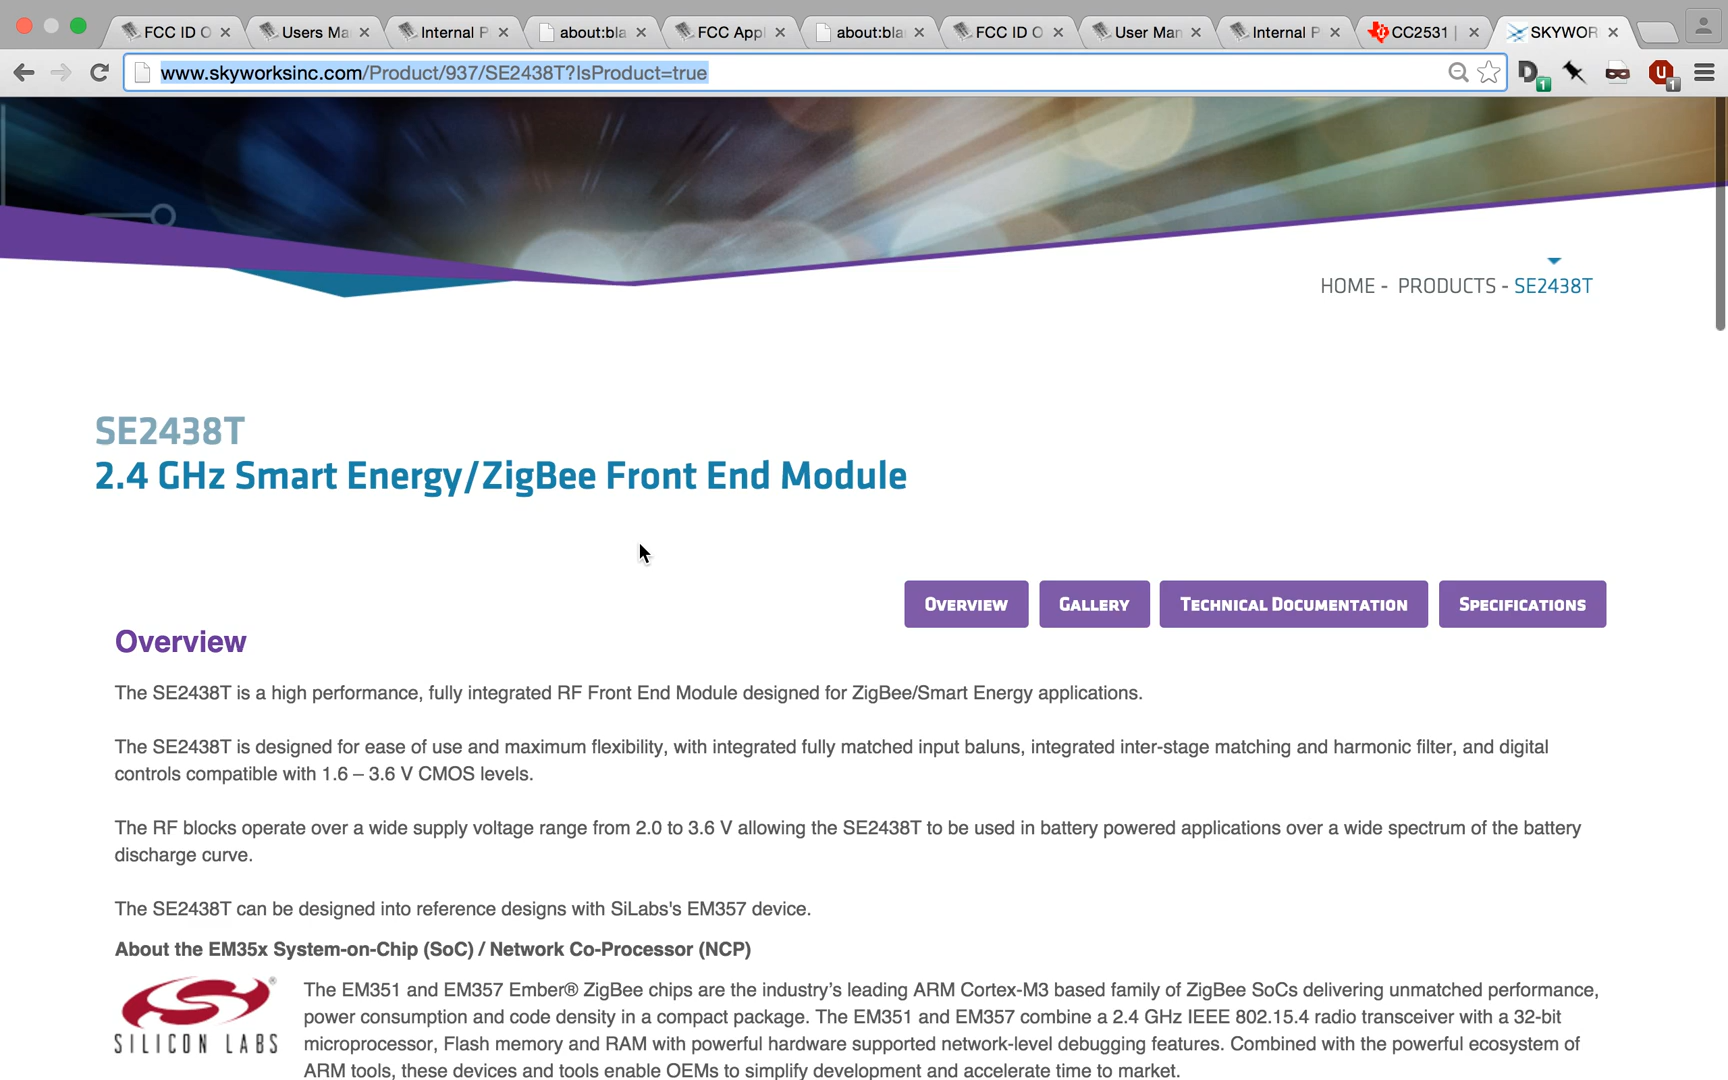 FCC ID O
Users Ma
Internal P
about:bla
FCC Appl
about:bla
FCC ID O
User Man
Internal P
CC2531 |
SKYWOR
www.skyworksinc.com/Product/937/SE2438T?IsProduct=true
D 1
U 1
HOME - PRODUCTS - SE2438T
SE2438T
2.4 GHz Smart Energy/ZigBee Front End Module
OVERVIEW
GALLERY
TECHNICAL DOCUMENTATION
SPECIFICATIONS
Overview
The SE2438T is a high performance, fully integrated RF Front End Module designed for ZigBee/Smart Energy applications.
The SE2438T is designed for ease of use and maximum flexibility, with integrated fully matched input baluns, integrated inter-stage matching and harmonic filter, and digital
controls compatible with 1.6 – 3.6 V CMOS levels.
The RF blocks operate over a wide supply voltage range from 2.0 to 3.6 V allowing the SE2438T to be used in battery powered applications over a wide spectrum of the battery
discharge curve.
The SE2438T can be designed into reference designs with SiLabs's EM357 device.
About the EM35x System-on-Chip (SoC) / Network Co-Processor (NCP)
SILICON LABS
The EM351 and EM357 Ember® ZigBee chips are the industry’s leading ARM Cortex-M3 based family of ZigBee SoCs delivering unmatched performance,
power consumption and code density in a compact package. The EM351 and EM357 combine a 2.4 GHz IEEE 802.15.4 radio transceiver with a 32-bit
microprocessor, Flash memory and RAM with powerful hardware supported network-level debugging features. Combined with the powerful ecosystem of
ARM tools, these devices and tools enable OEMs to simplify development and accelerate time to market.